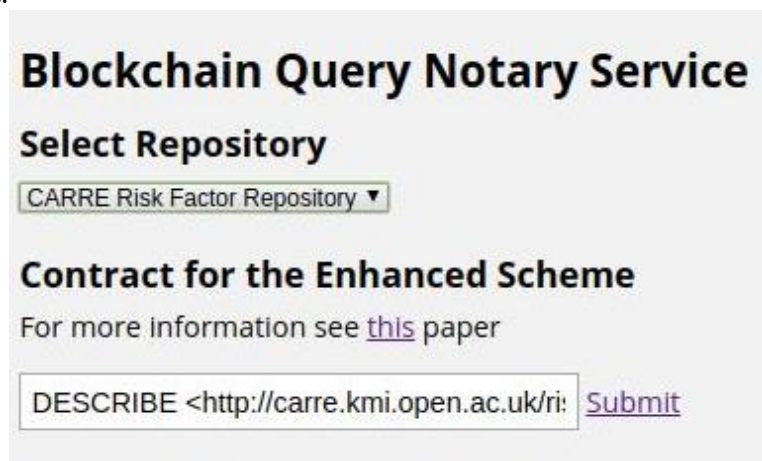 Blockchain Query Notary Service
Select Repository
CARRE Risk Factor Repository ▼
Contract for the Enhanced Scheme
For more information see this paper
DESCRIBE <http://carre.kmi.open.ac.uk/ris Submit